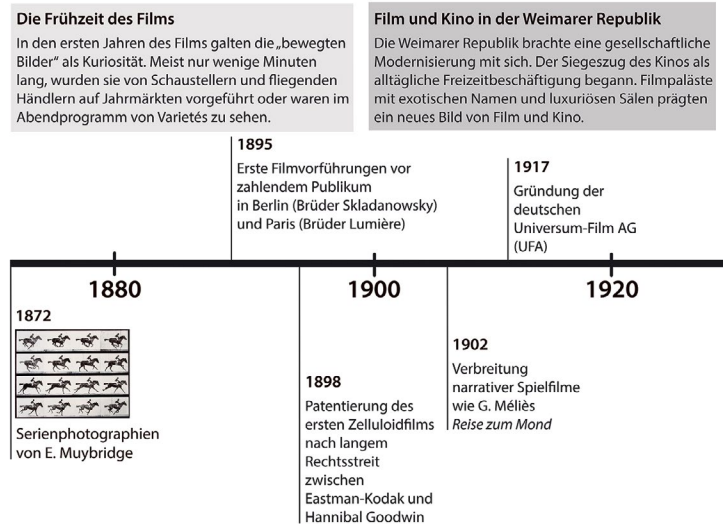 Die Frühzeit des Films
In den ersten Jahren des Films galten die „bewegten
Bilder“ als Kuriosität. Meist nur wenige Minuten
lang, wurden sie von Schaustellern und fliegenden
Händlern auf Jahrmärkten vorgeführt oder waren im
Abendprogramm von Varietés zu sehen.
Film und Kino in der Weimarer Republik
Die Weimarer Republik brachte eine gesellschaftliche
Modernisierung mit sich. Der Siegeszug des Kinos als
alltägliche Freizeitbeschäftigung begann. Filmpaläste
mit exotischen Namen und luxuriösen Sälen prägten
ein neues Bild von Film und Kino.
1895
Erste Filmvorführungen vor
zahlendem Publikum
in Berlin (Brüder Skladanowsky)
und Paris (Brüder Lumière)
1917
Gründung der
deutschen
Universum-Film AG
(UFA)
1880
1900
1920
1872
Serienphotographien
von E. Muybridge
1898
Patentierung des
ersten Zelluloidfilms
nach langem
Rechtsstreit
zwischen
Eastman-Kodak und
Hannibal Goodwin
1902
Verbreitung
narrativer Spielfilme
wie G. Méliès
Reise zum Mond